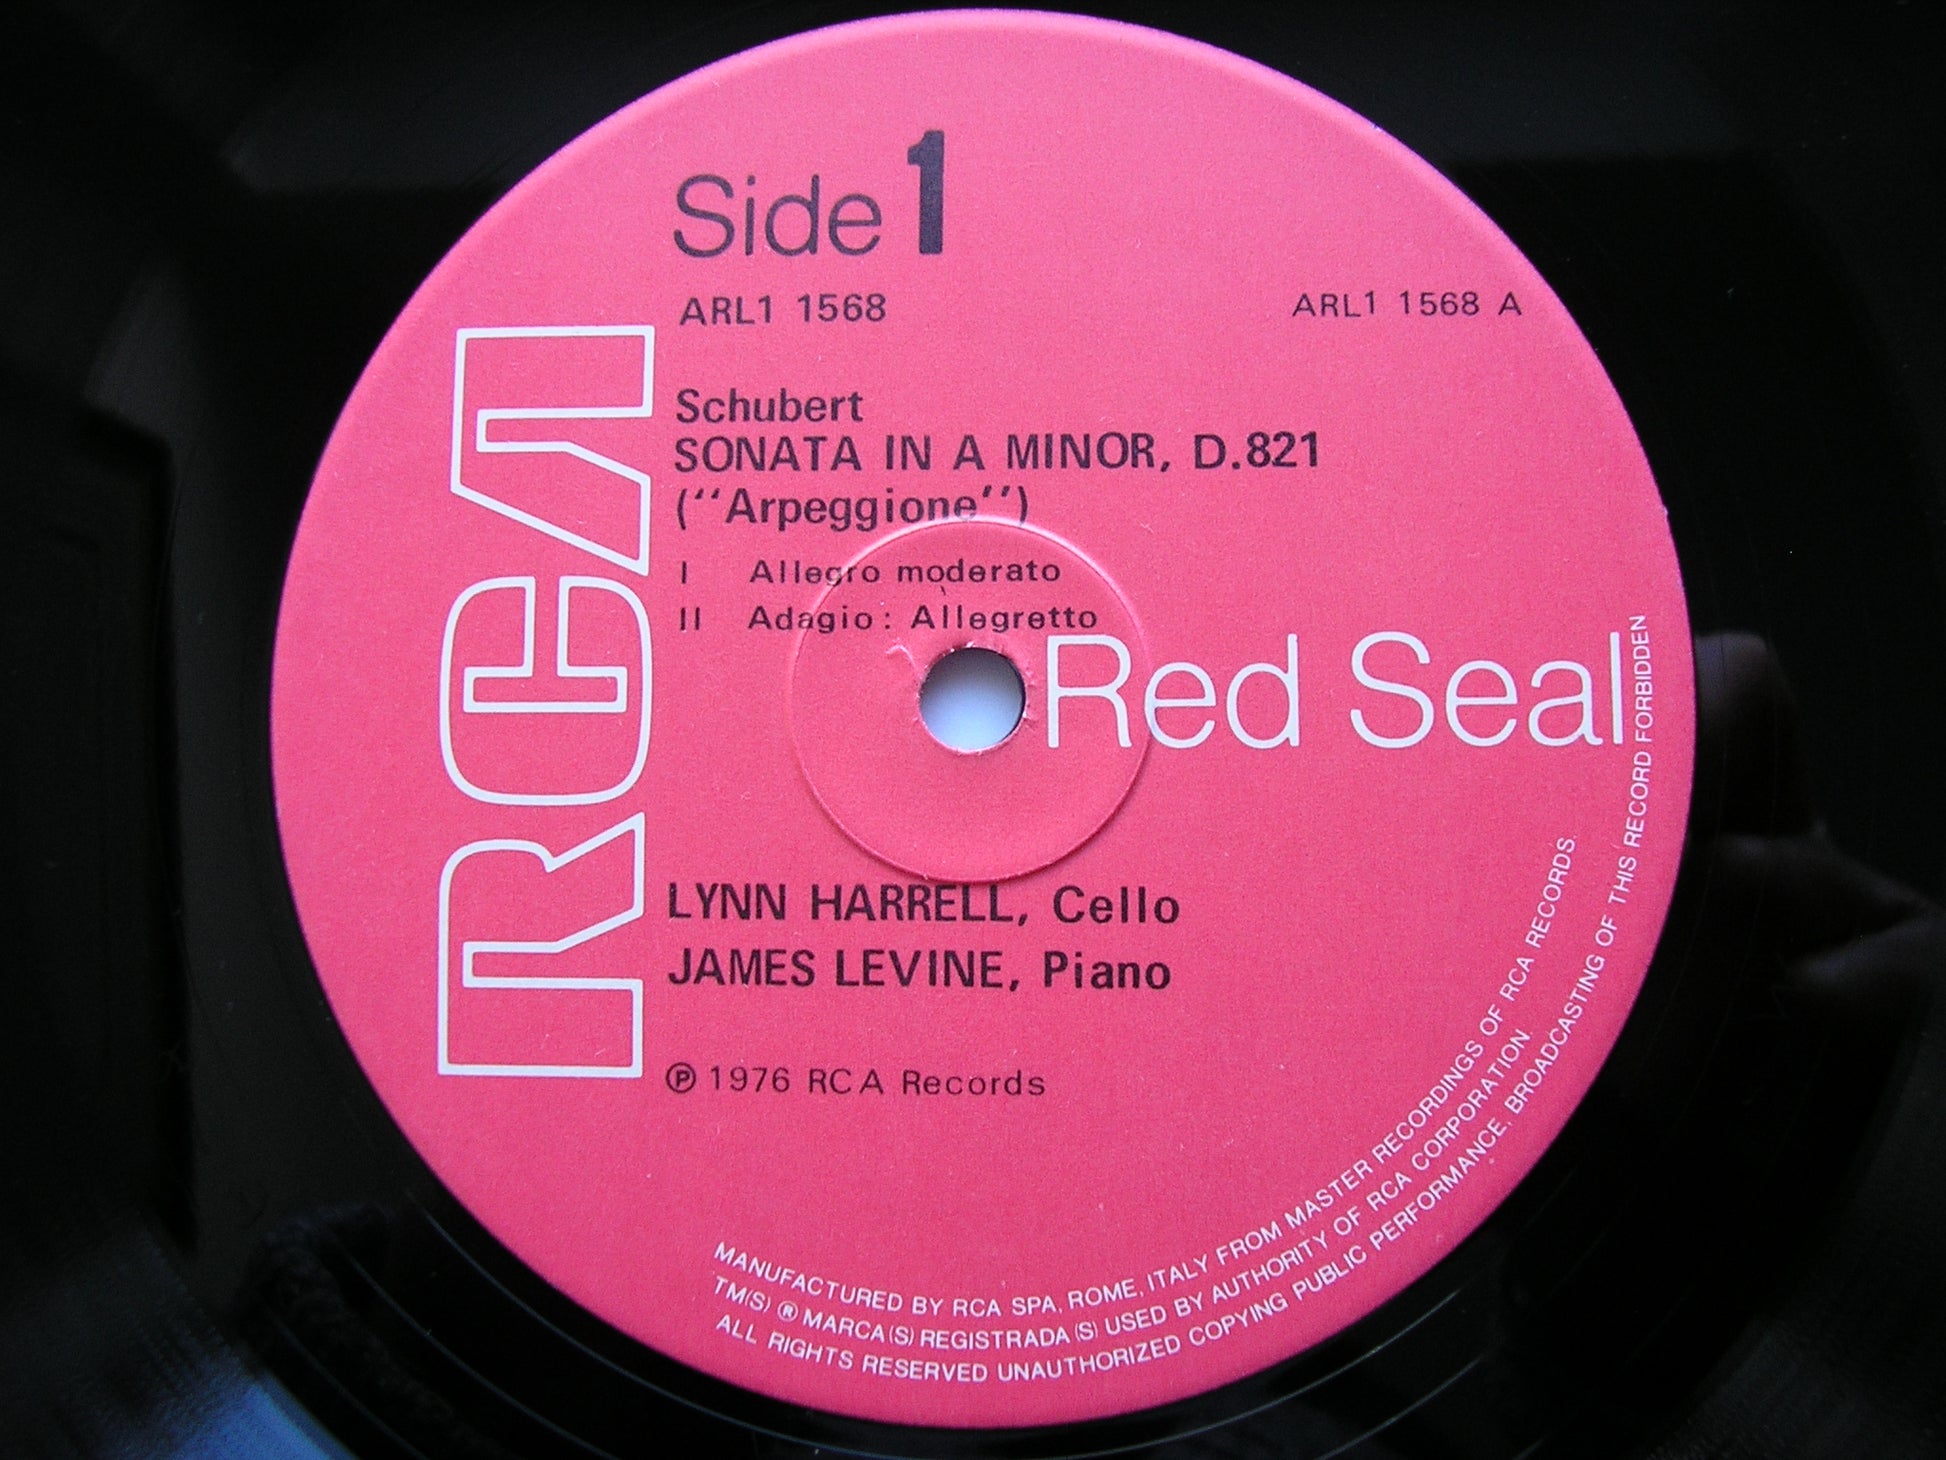 Side 1
ARL1 1568
ARL1 1568 A
RCA
Schubert
SONATA IN A MINOR, D.821
(''Arpeggione'')
I Allegro moderato
II Adagio: Allegretto
Red Seal
LYNN HARRELL, Cello
JAMES LEVINE, Piano
℗ 1976 RCA Records
MANUFACTURED BY RCA SPA, ROME, ITALY FROM MASTER RECORDINGS OF RCA RECORDS.
TM(S) ® MARCA(S) REGISTRADA(S) USED BY AUTHORITY OF RCA CORPORATION.
ALL RIGHTS RESERVED UNAUTHORIZED COPYING PUBLIC PERFORMANCE, BROADCASTING OF THIS RECORD FORBIDDEN